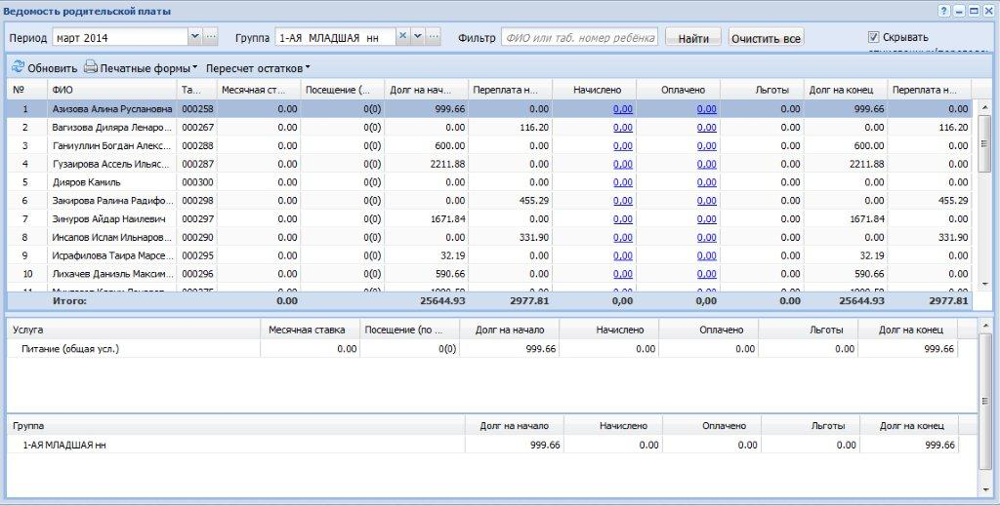 Ведомость родительской платы
Период март 2014 Группа 1-АЯ МЛАДШАЯ нн Фильтр ФИО или таб. номер ребёнка Найти Очистить все Скрывать
Обновить Печатные формы Пересчет остатков
№ ФИО Та... Месячная ст... Посещение (... Долг на нач... Переплата н... Начислено Оплачено Льготы Долг на конец Переплата н...
1 Азизова Алина Руслановна 000258 0.00 0(0) 999.66 0.00 0,00 0,00 0.00 999.66 0.00
2 Вагизова Диляра Ленаро... 000267 0.00 0(0) 0.00 116.20 0,00 0,00 0.00 0.00 116.20
3 Ганиуллин Богдан Алекс... 000288 0.00 0(0) 600.00 0.00 0,00 0,00 0.00 600.00 0.00
4 Гузаирова Ассель Ильяс... 000287 0.00 0(0) 2211.88 0.00 0,00 0,00 0.00 2211.88 0.00
5 Дияров Камиль 000300 0.00 0(0) 0.00 0.00 0,00 0,00 0.00 0.00 0.00
6 Закирова Ралина Радифо... 000298 0.00 0(0) 0.00 455.29 0,00 0,00 0.00 0.00 455.29
7 Зинуров Айдар Наилевич 000297 0.00 0(0) 1671.84 0.00 0,00 0,00 0.00 1671.84 0.00
8 Инсапов Ислам Ильнаров... 000290 0.00 0(0) 0.00 331.90 0,00 0,00 0.00 0.00 331.90
9 Исрафилова Таира Марсе... 000295 0.00 0(0) 32.19 0.00 0,00 0,00 0.00 32.19 0.00
10 Лихачев Даниэль Максим... 000296 0.00 0(0) 590.66 0.00 0,00 0,00 0.00 590.66 0.00
Итого: 0.00 25644.93 2977.81 0,00 0,00 0.00 25644.93 2977.81
Услуга Месячная ставка Посещение (по ... Долг на начало Начислено Оплачено Льготы Долг на конец
Питание (общая усл.) 0.00 0(0) 999.66 0.00 0.00 0.00 999.66
Группа Долг на начало Начислено Оплачено Льготы Долг на конец
1-АЯ МЛАДШАЯ нн 999.66 0.00 0.00 0.00 999.66